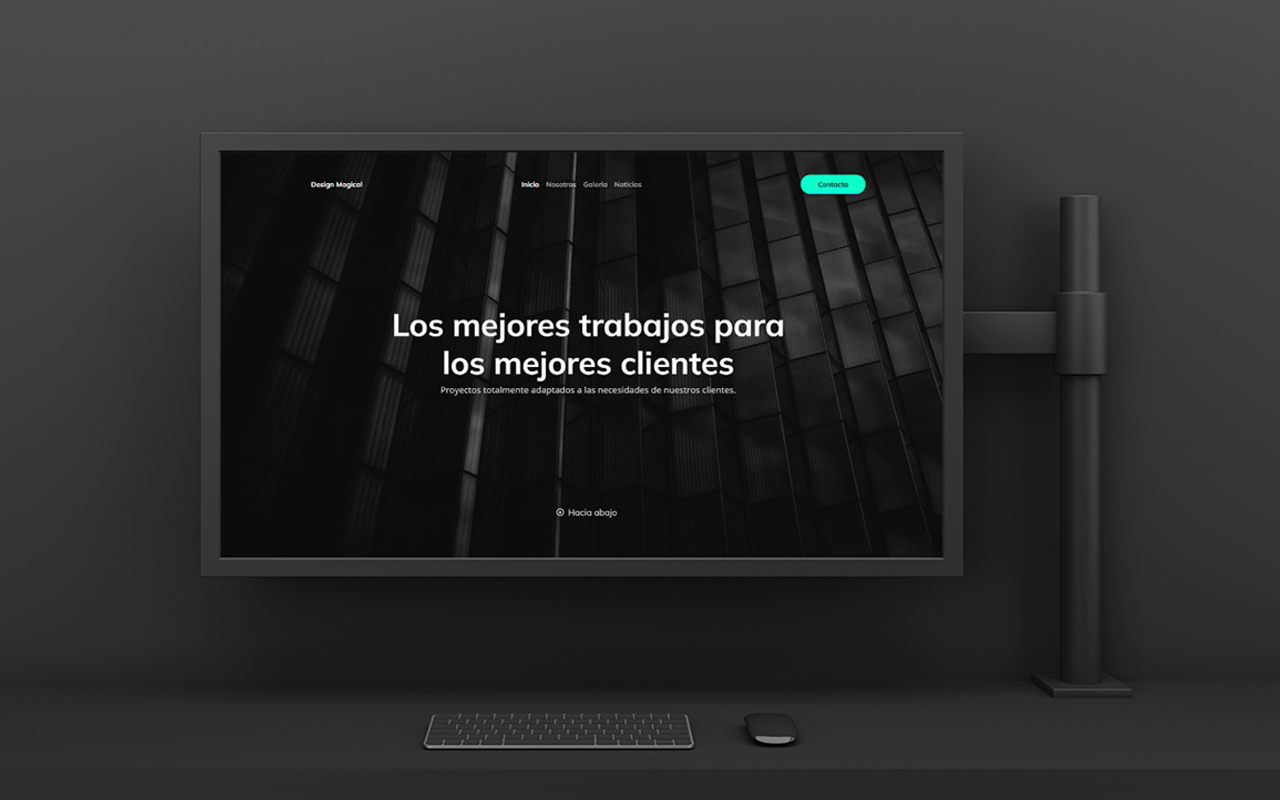 Design Magical
Inicio Nosotros Galeria Noticias
Contacto
Los mejores trabajos para
los mejores clientes
Proyectos totalmente adaptados a las necesidades de nuestros clientes.
Hacia abajo